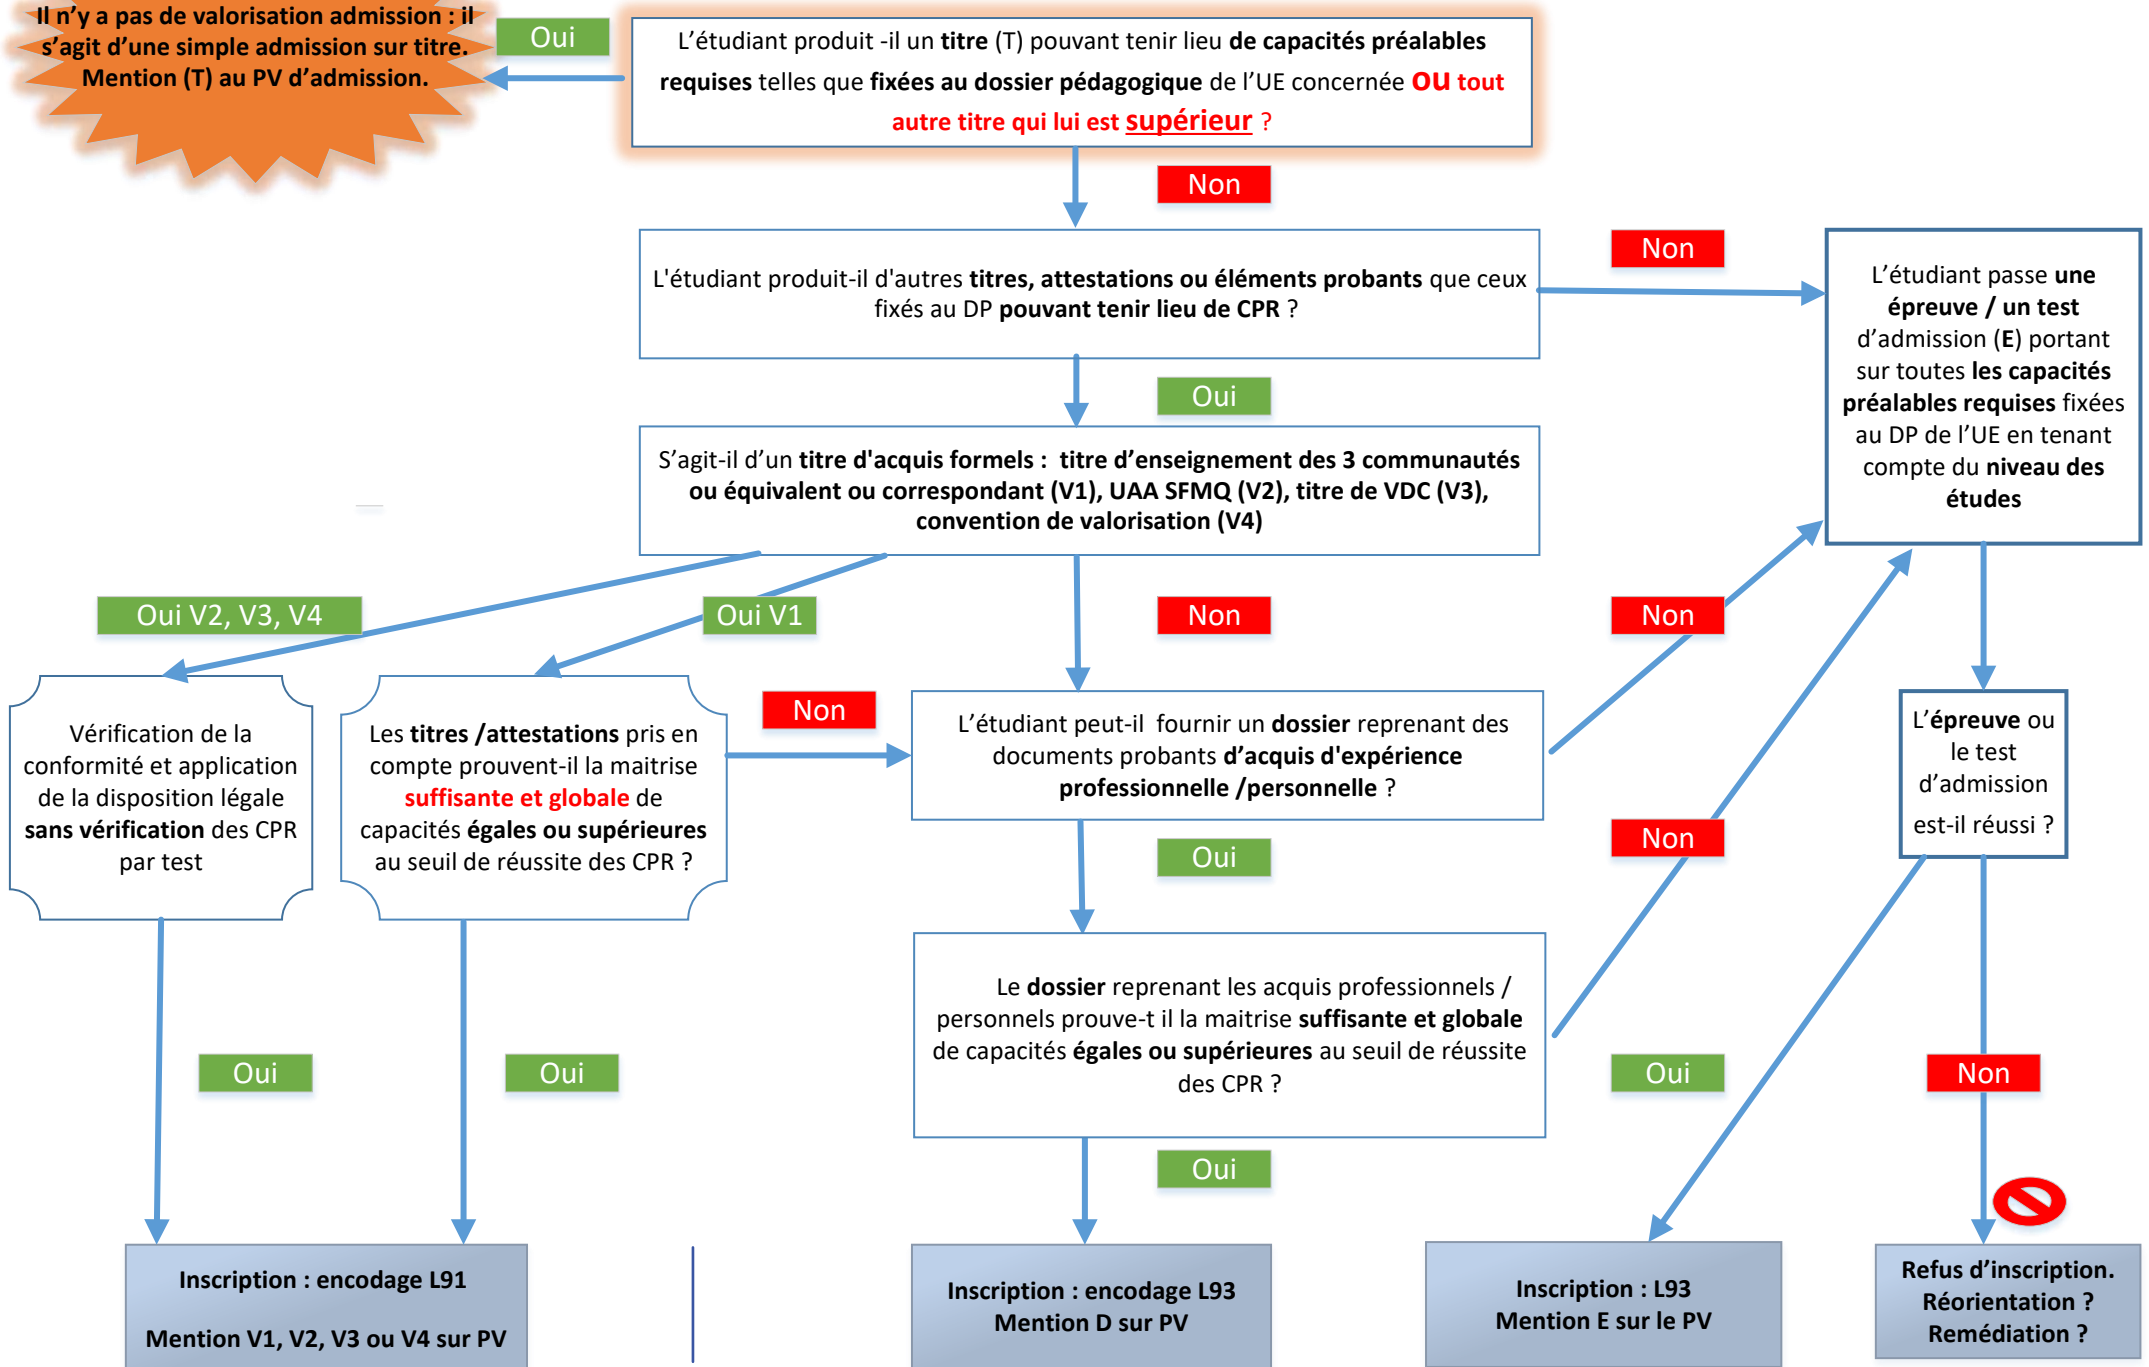 Il n’y a pas de valorisation admission : il
s’agit d’une simple admission sur titre.
Mention (T) au PV d’admission.
Oui
L’étudiant produit -il un titre (T) pouvant tenir lieu de capacités préalables
requises telles que fixées au dossier pédagogique de l’UE concernée ou tout
autre titre qui lui est supérieur ?
Non
L'étudiant produit-il d'autres titres, attestations ou éléments probants que ceux
fixés au DP pouvant tenir lieu de CPR ?
Non
L’étudiant passe une
épreuve / un test
d’admission (E) portant
sur toutes les capacités
préalables requises fixées
au DP de l’UE en tenant
compte du niveau des
études
Oui
S’agit-il d’un titre d'acquis formels : titre d’enseignement des 3 communautés
ou équivalent ou correspondant (V1), UAA SFMQ (V2), titre de VDC (V3),
convention de valorisation (V4)
Oui V2, V3, V4
Oui V1
Non
Non
Vérification de la
conformité et application
de la disposition légale
sans vérification des CPR
par test
Les titres /attestations pris en
compte prouvent-il la maitrise
suffisante et globale de
capacités égales ou supérieures
au seuil de réussite des CPR ?
Non
L’étudiant peut-il fournir un dossier reprenant des
documents probants d’acquis d'expérience
professionnelle /personnelle ?
L’épreuve ou
le test
d’admission
est-il réussi ?
Oui
Non
Le dossier reprenant les acquis professionnels /
personnels prouve-t il la maitrise suffisante et globale
de capacités égales ou supérieures au seuil de réussite
des CPR ?
Oui
Oui
Oui
Non
Oui
Inscription : encodage L91
Mention V1, V2, V3 ou V4 sur PV
Inscription : encodage L93
Mention D sur PV
Inscription : L93
Mention E sur le PV
Refus d’inscription.
Réorientation ?
Remédiation ?